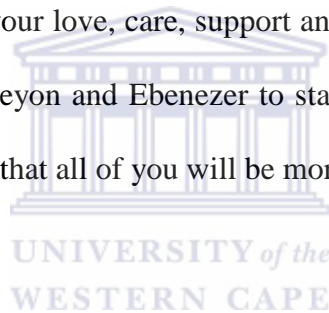 your love, care, support an
eyon and Ebenezer to sta
that all of you will be mor
UNIVERSITY of the
WESTERN CAPE